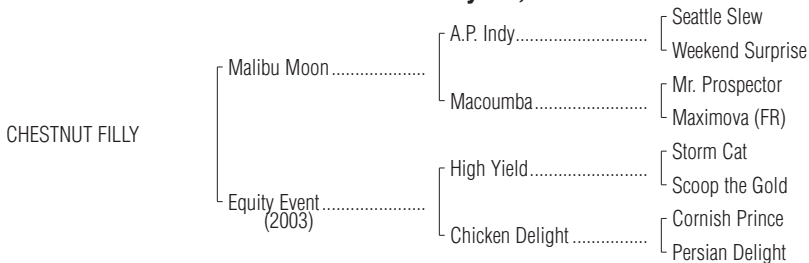 Seattle Slew
A.P. Indy
Weekend Surprise
Malibu Moon
Mr. Prospector
Macoumba
Maximova (FR)
CHESTNUT FILLY
Storm Cat
High Yield
Scoop the Gold
Equity Event
(2003)
Cornish Prince
Chicken Delight
Persian Delight